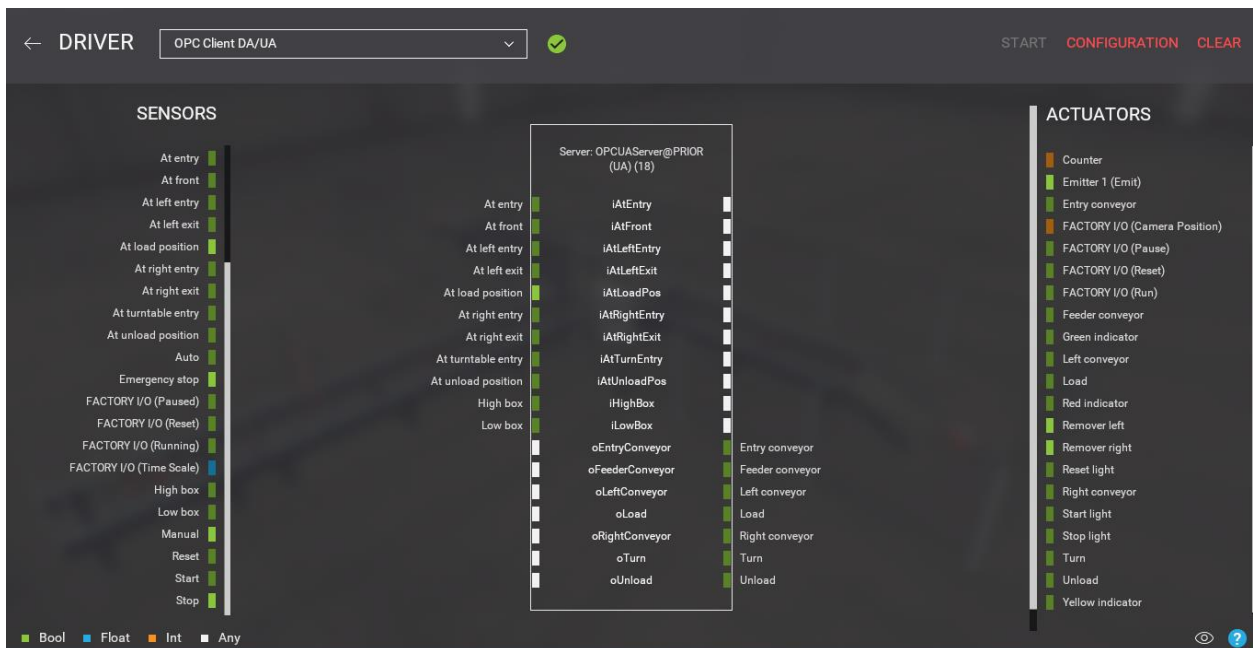 ← DRIVER OPC Client DA/UA START CONFIGURATION CLEAR
SENSORS
At entry
At front
At left entry
At left exit
At load position
At right entry
At right exit
At turntable entry
At unload position
Auto
Emergency stop
FACTORY I/O (Paused)
FACTORY I/O (Reset)
FACTORY I/O (Running)
FACTORY I/O (Time Scale)
High box
Low box
Manual
Reset
Start
Stop
Server: OPCUAServer@PRIOR
(UA) (18)
At entry iAtEntry
At front iAtFront
At left entry iAtLeftEntry
At left exit iAtLeftExit
At load position iAtLoadPos
At right entry iAtRightEntry
At right exit iAtRightExit
At turntable entry iAtTurnEntry
At unload position iAtUnloadPos
High box iHighBox
Low box iLowBox
oEntryConveyor Entry conveyor
oFeederConveyor Feeder conveyor
oLeftConveyor Left conveyor
oLoad Load
oRightConveyor Right conveyor
oTurn Turn
oUnload Unload
ACTUATORS
Counter
Emitter 1 (Emit)
Entry conveyor
FACTORY I/O (Camera Position)
FACTORY I/O (Pause)
FACTORY I/O (Reset)
FACTORY I/O (Run)
Feeder conveyor
Green indicator
Left conveyor
Load
Red indicator
Remover left
Remover right
Reset light
Right conveyor
Start light
Stop light
Turn
Unload
Yellow indicator
Bool Float Int Any ?